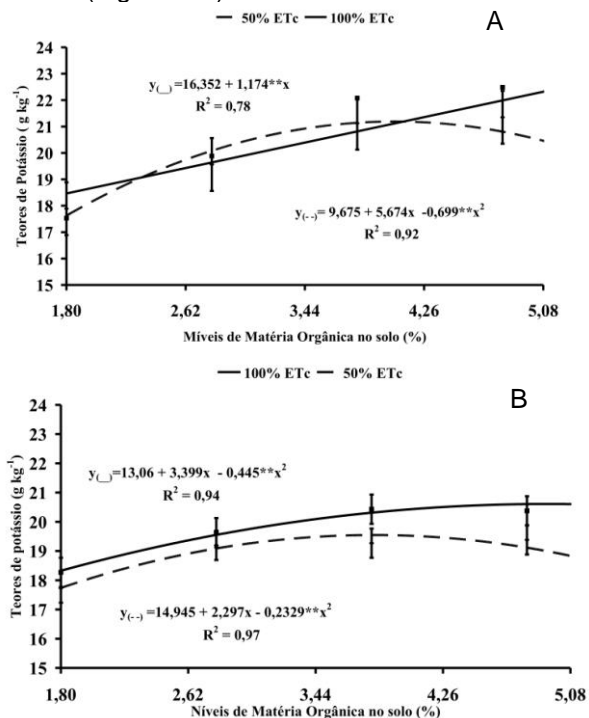 50% ETc 100% ETc A
24
23
22
21
20
19
18
17
16
15
Teores de Potássio ( g kg⁻¹)
y(__) =16,352 + 1,174**x
R² = 0,78
y(- -)= 9,675 + 5,674x -0,699**x²
R² = 0,92
1,80 2,62 3,44 4,26 5,08
Míveis de Matéria Orgânica no solo (%)
100% ETc 50% ETc B
24
23
22
21
20
19
18
17
16
15
Teores de potássio (g kg⁻¹)
y(__)=13,06 + 3,399x - 0,445**x²
R² = 0,94
y(- -) =14,945 + 2,297x - 0,2329**x²
R² = 0,97
1,80 2,62 3,44 4,26 5,08
Níveis de Matéria Orgânica no solo (%)